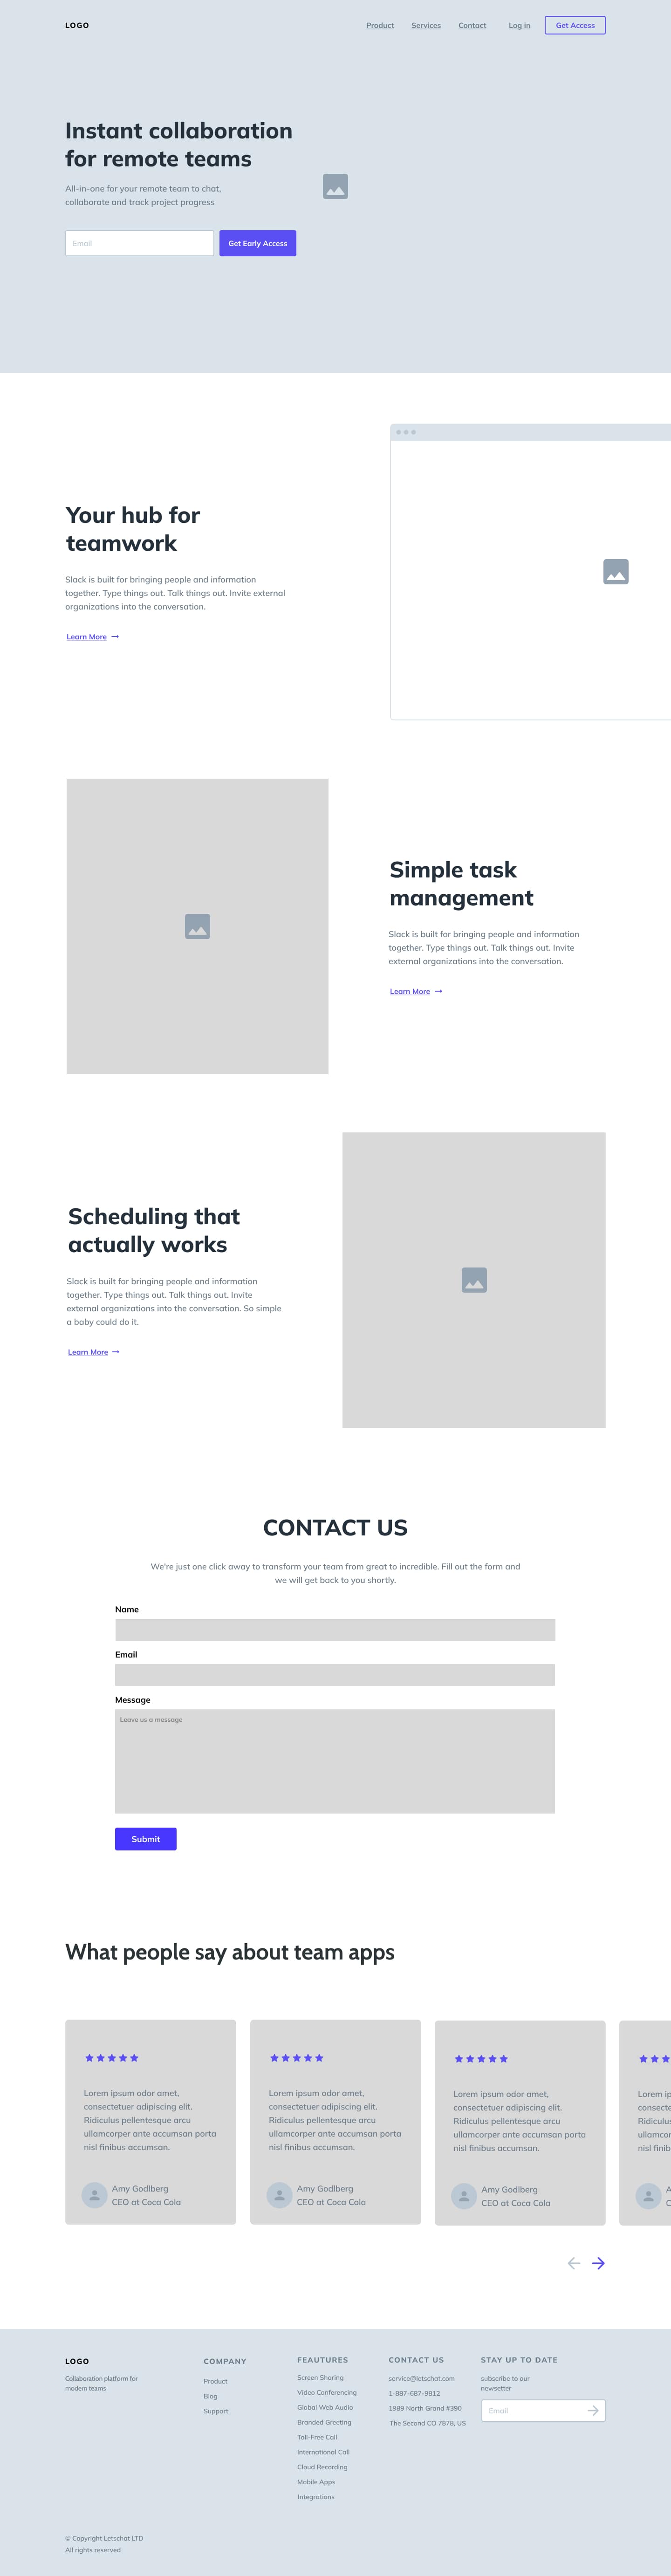 LOGO
Product Services Contact Log in Get Access
Instant collaboration
for remote teams
All-in-one for your remote team to chat,
collaborate and track project progress
Email Get Early Access
Your hub for
teamwork
Slack is built for bringing people and information
together. Type things out. Talk things out. Invite external
organizations into the conversation.
Learn More
Simple task
management
Slack is built for bringing people and information
together. Type things out. Talk things out. Invite
external organizations into the conversation.
Learn More
Scheduling that
actually works
Slack is built for bringing people and information
together. Type things out. Talk things out. Invite
external organizations into the conversation. So simple
a baby could do it.
Learn More
CONTACT US
We're just one click away to transform your team from great to incredible. Fill out the form and
we will get back to you shortly.
Name
Email
Message
Leave us a message
Submit
What people say about team apps
Lorem ipsum odor amet,
consectetuer adipiscing elit.
Ridiculus pellentesque arcu
ullamcorper ante accumsan porta
nisl finibus accumsan.
Amy Godlberg
CEO at Coca Cola
Lorem ipsum odor amet,
consectetuer adipiscing elit.
Ridiculus pellentesque arcu
ullamcorper ante accumsan porta
nisl finibus accumsan.
Amy Godlberg
CEO at Coca Cola
Lorem ipsum odor amet,
consectetuer adipiscing elit.
Ridiculus pellentesque arcu
ullamcorper ante accumsan porta
nisl finibus accumsan.
Amy Godlberg
CEO at Coca Cola
Lorem ip
consecte
Ridiculus
ullamcor
nisl finib
LOGO
Collaboration platform for
modern teams
COMPANY
Product
Blog
Support
FEAUTURES
Screen Sharing
Video Conferencing
Global Web Audio
Branded Greeting
Toll-Free Call
International Call
Cloud Recording
Mobile Apps
Integrations
CONTACT US
service@letschat.com
1-887-687-9812
1989 North Grand #390
The Second CO 7878, US
STAY UP TO DATE
subscribe to our
newsetter
Email
© Copyright Letschat LTD
All rights reserved